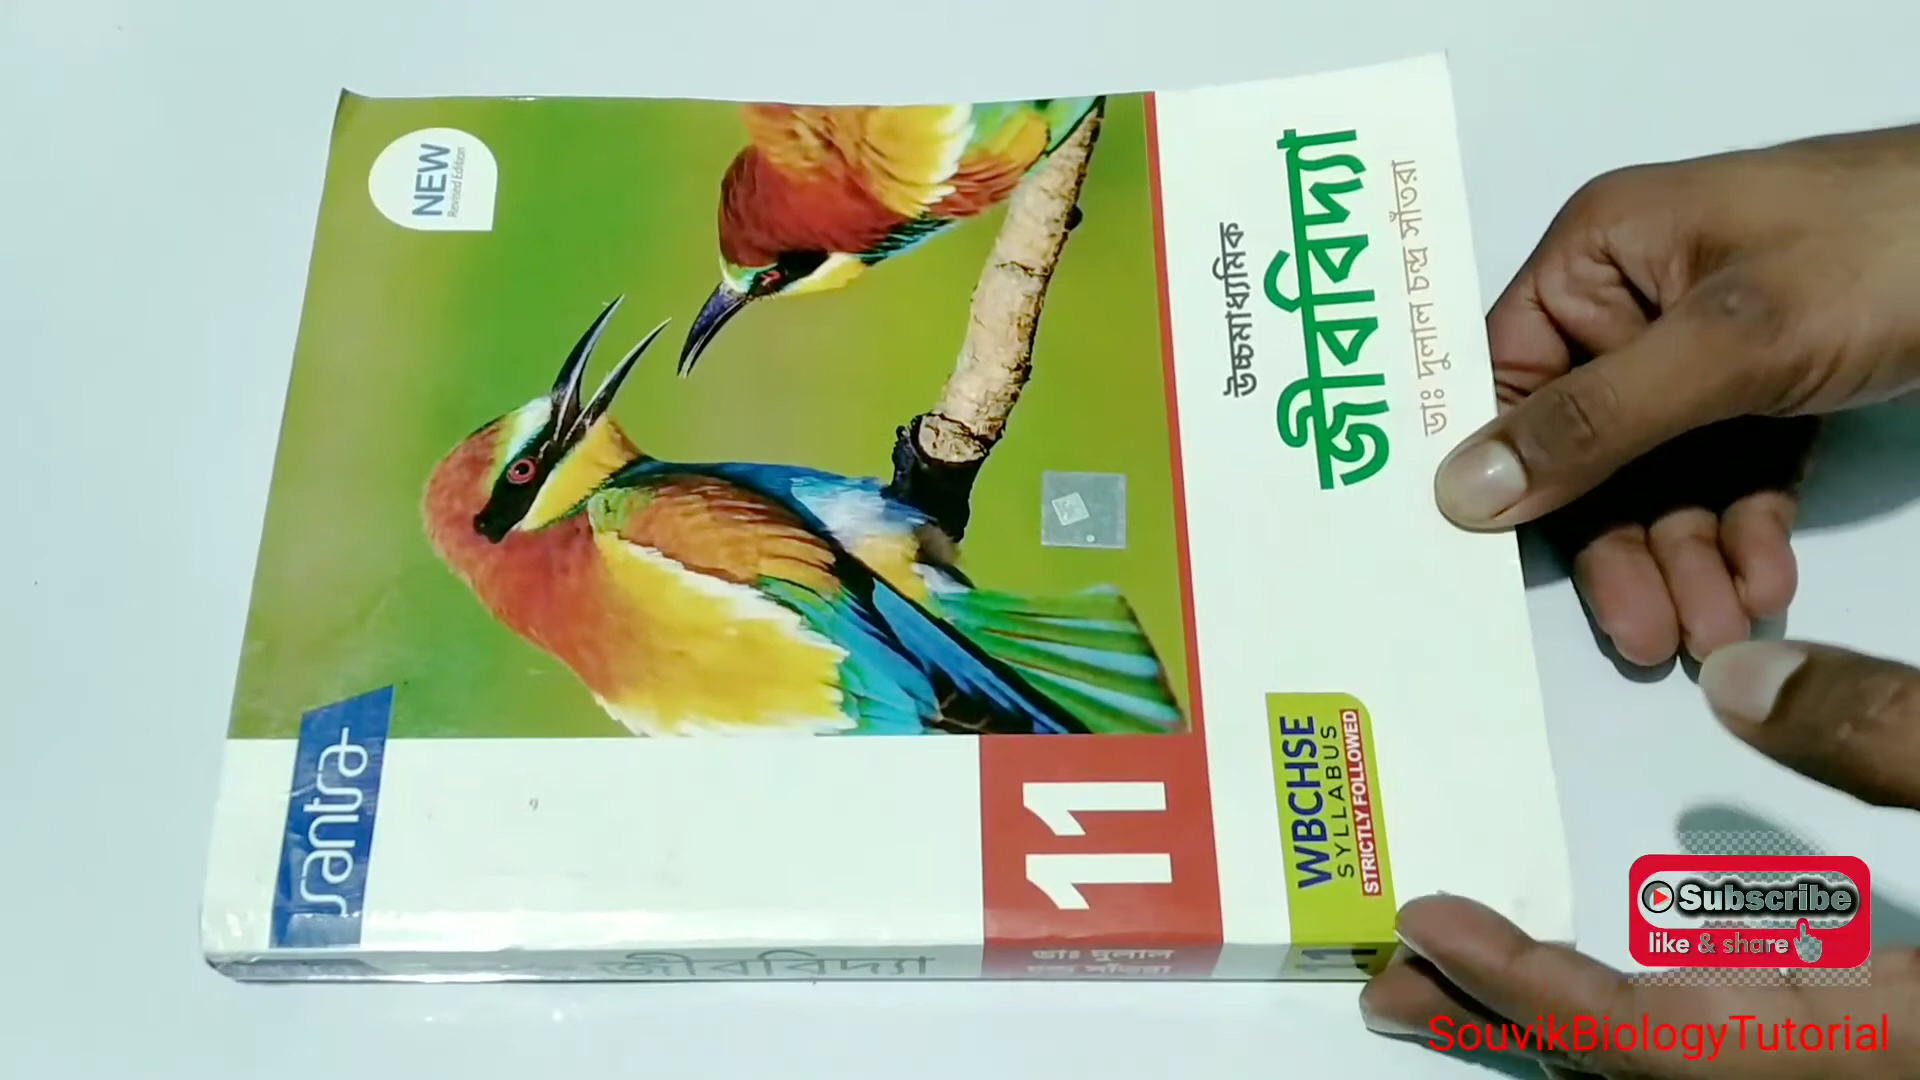 NEW
Revised Edition
উচ্চমাধ্যমিক
জীববিদ্যা
ডাঃ দুলাল চন্দ্র সাঁতরা
santra
11
WBCHSE
SYLLABUS
STRICTLY FOLLOWED
জীববিদ্যা
ডাঃ দুলাল
চন্দ্র সাঁতরা
11
Subscribe
like & share
SouvikBiologyTutorial